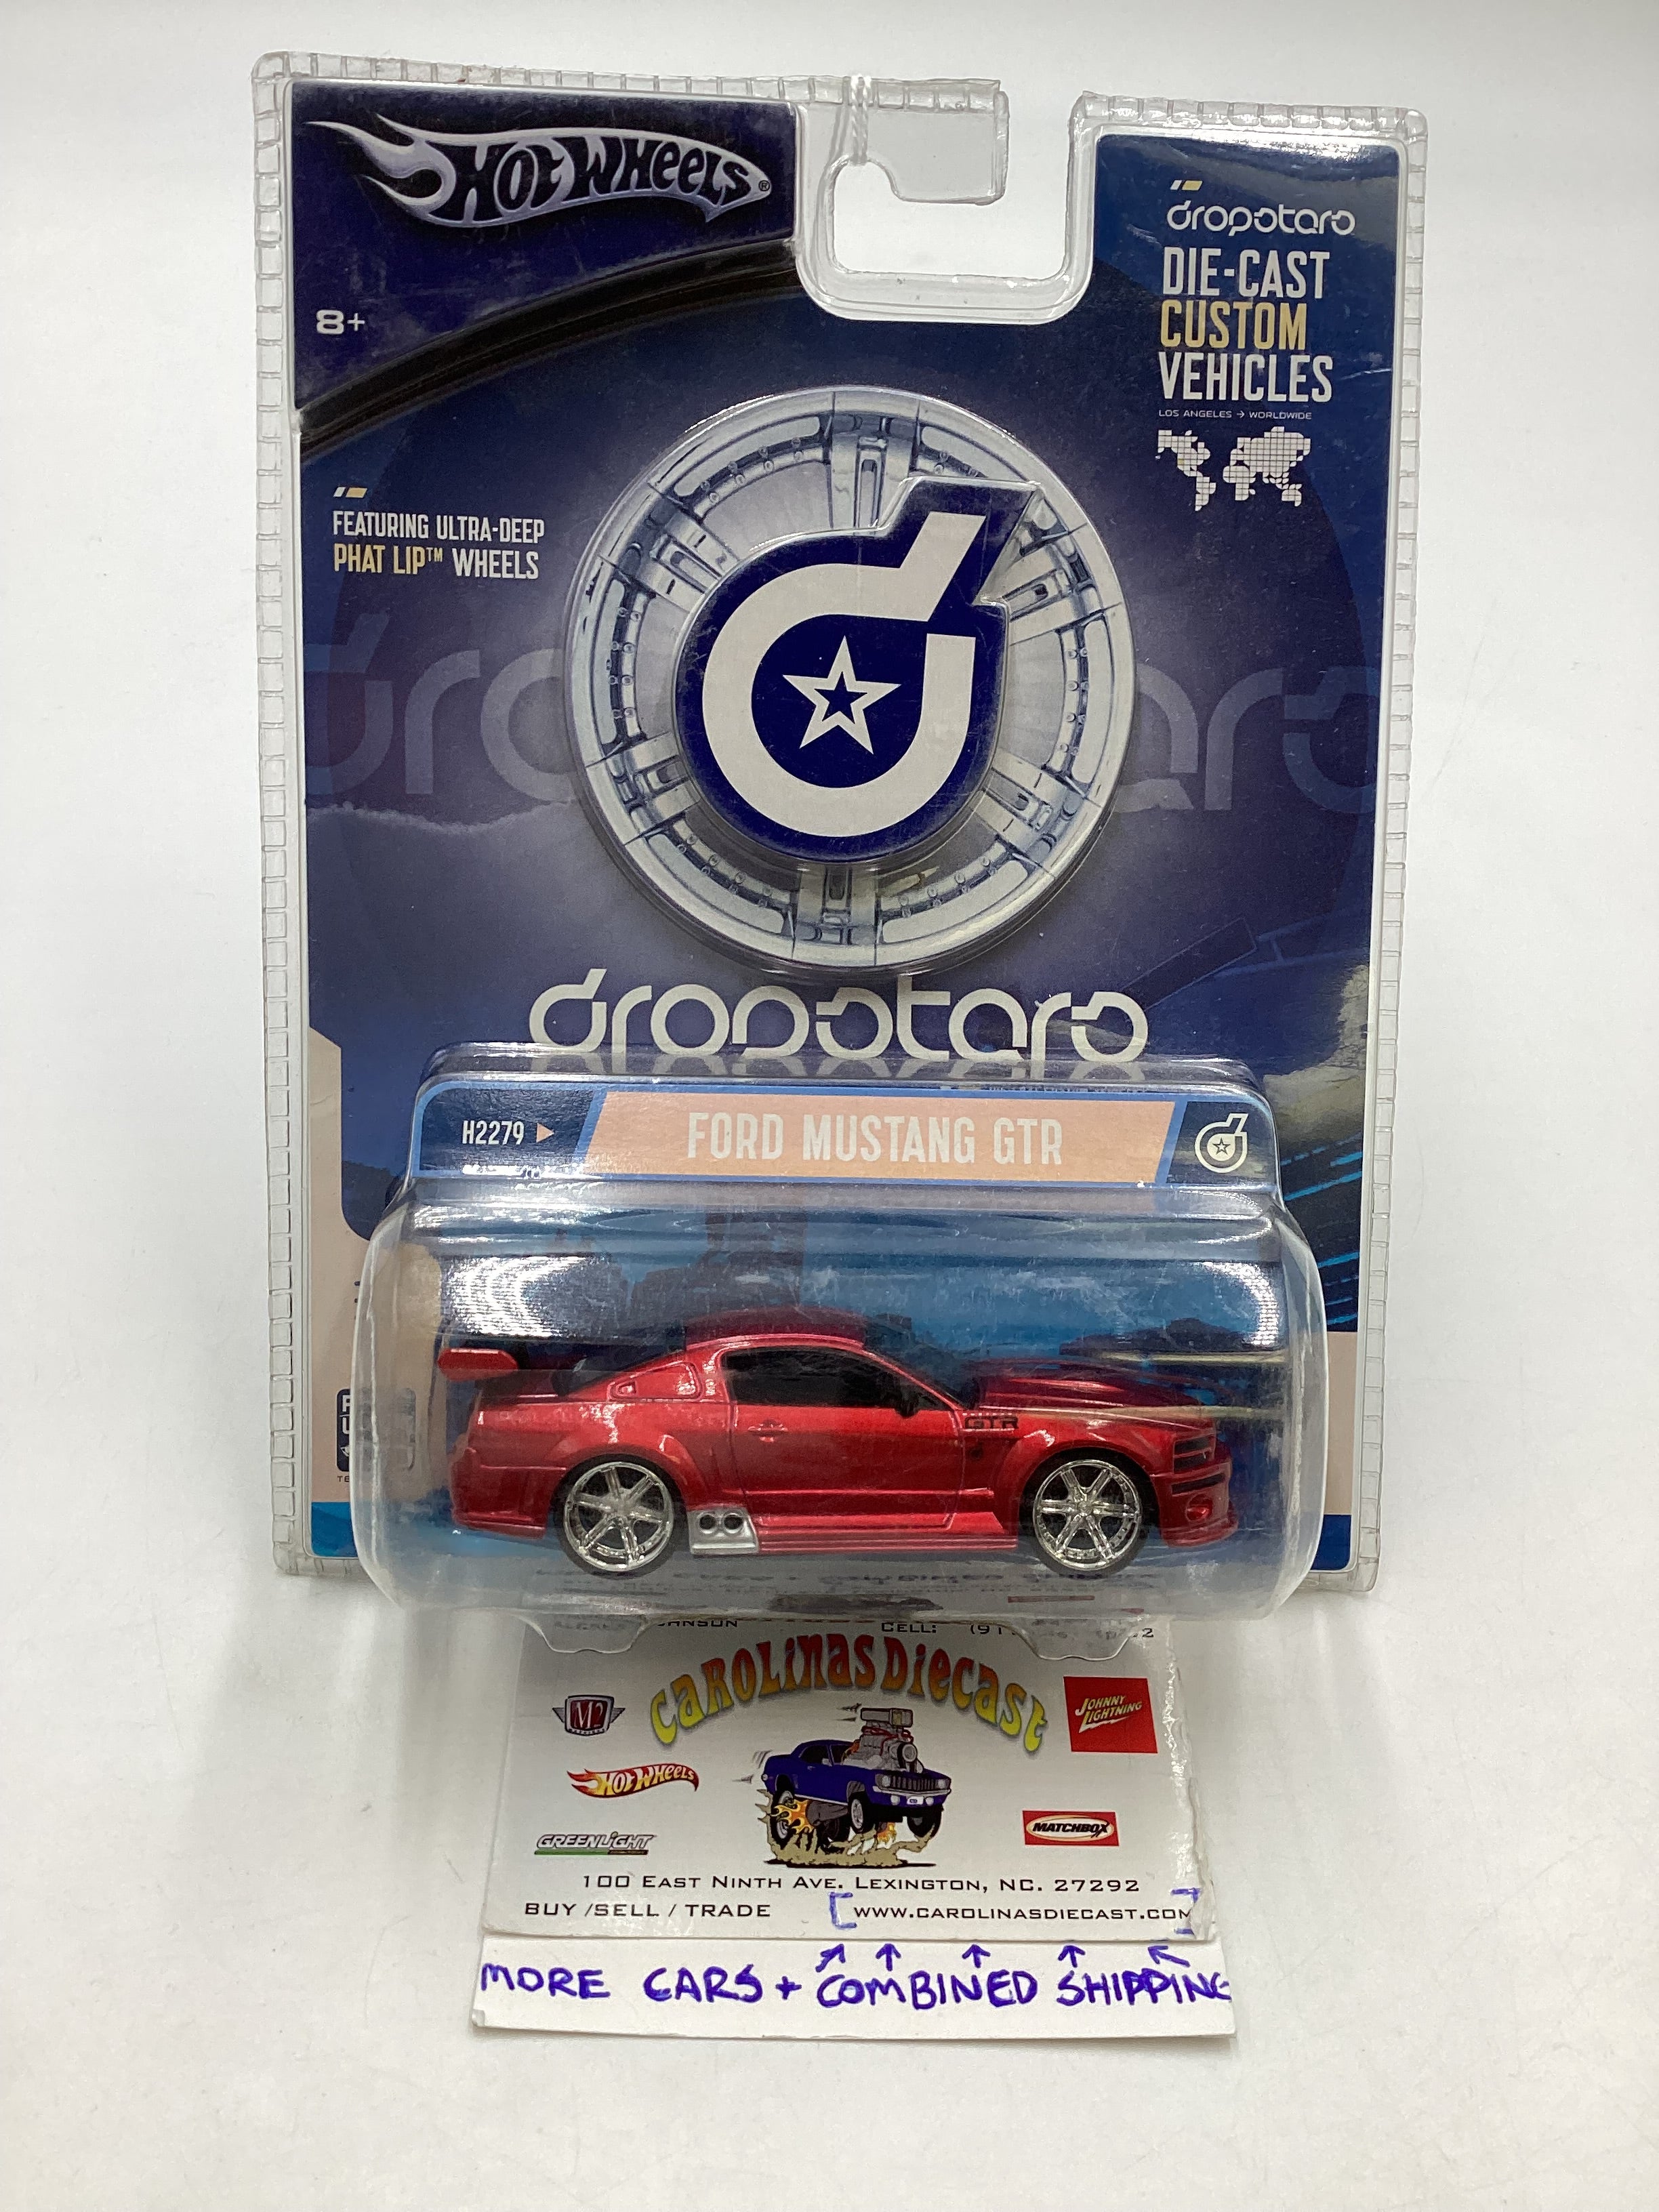 HOT WHEELS®
8+
dropstars
DIE-CAST
CUSTOM
VEHICLES
LOS ANGELES → WORLDWIDE
FEATURING ULTRA-DEEP
PHAT LIP™ WHEELS
dropstars
H2279
FORD MUSTANG GTR
GTR
CELL:
CAROLINAS DIECAST
M2
JOHNNY LIGHTNING
HOT WHEELS
GREENLIGHT
MATCHBOX
100 EAST NINTH AVE. LEXINGTON, NC. 27292
BUY /SELL / TRADE [WWW.CAROLINASDIECAST.COM]
MORE CARS + COMBINED SHIPPING